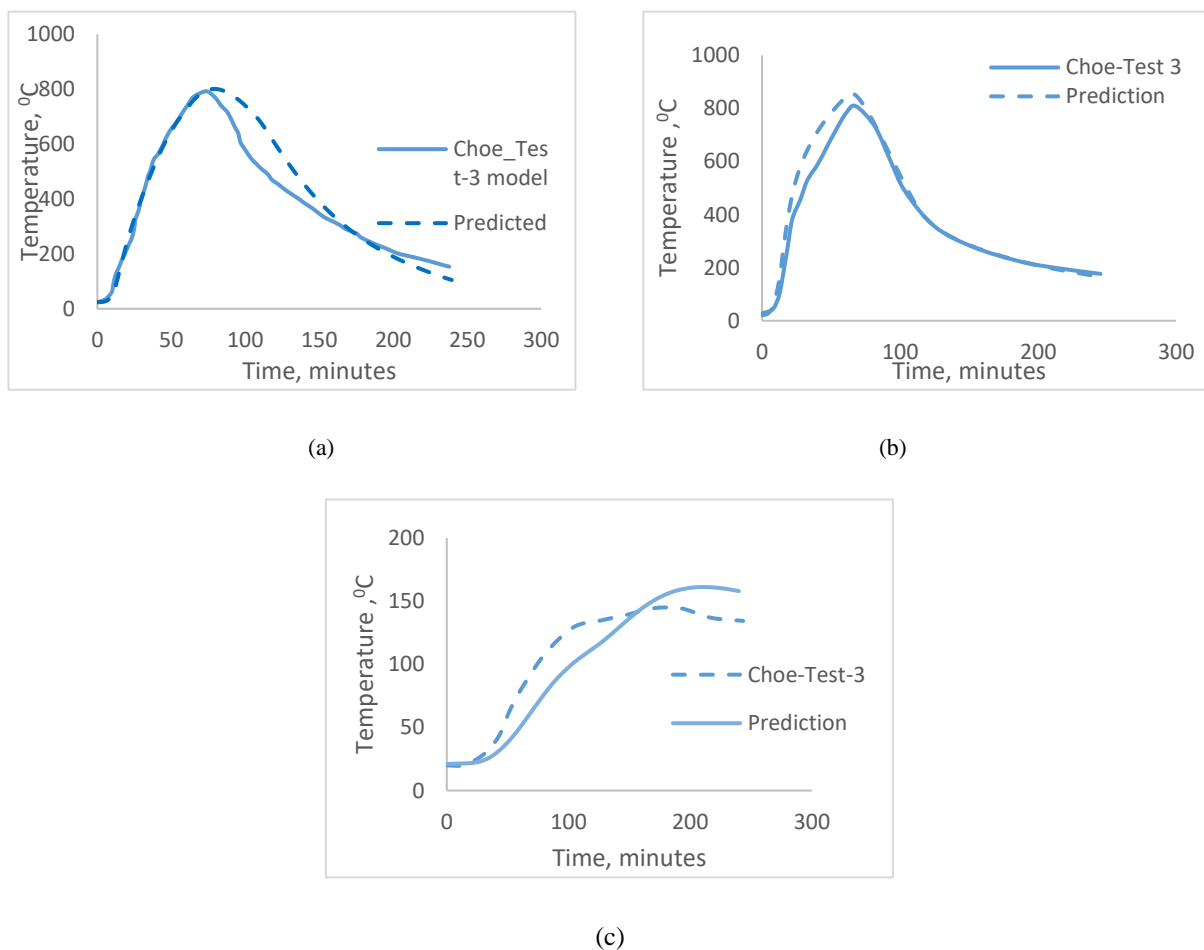 1000
800
600
400
200
0
Temperature, ⁰C
0 50 100 150 200 250 300
Time, minutes
Choe_Tes
t-3 model
Predicted
(a)
1000
800
600
400
200
0
Temperature ,⁰C
0 100 200 300
Time, minutes
Choe-Test 3
Prediction
(b)
200
150
100
50
0
Temperature ,⁰C
0 100 200 300
Time, minutes
Choe-Test-3
Prediction
(c)